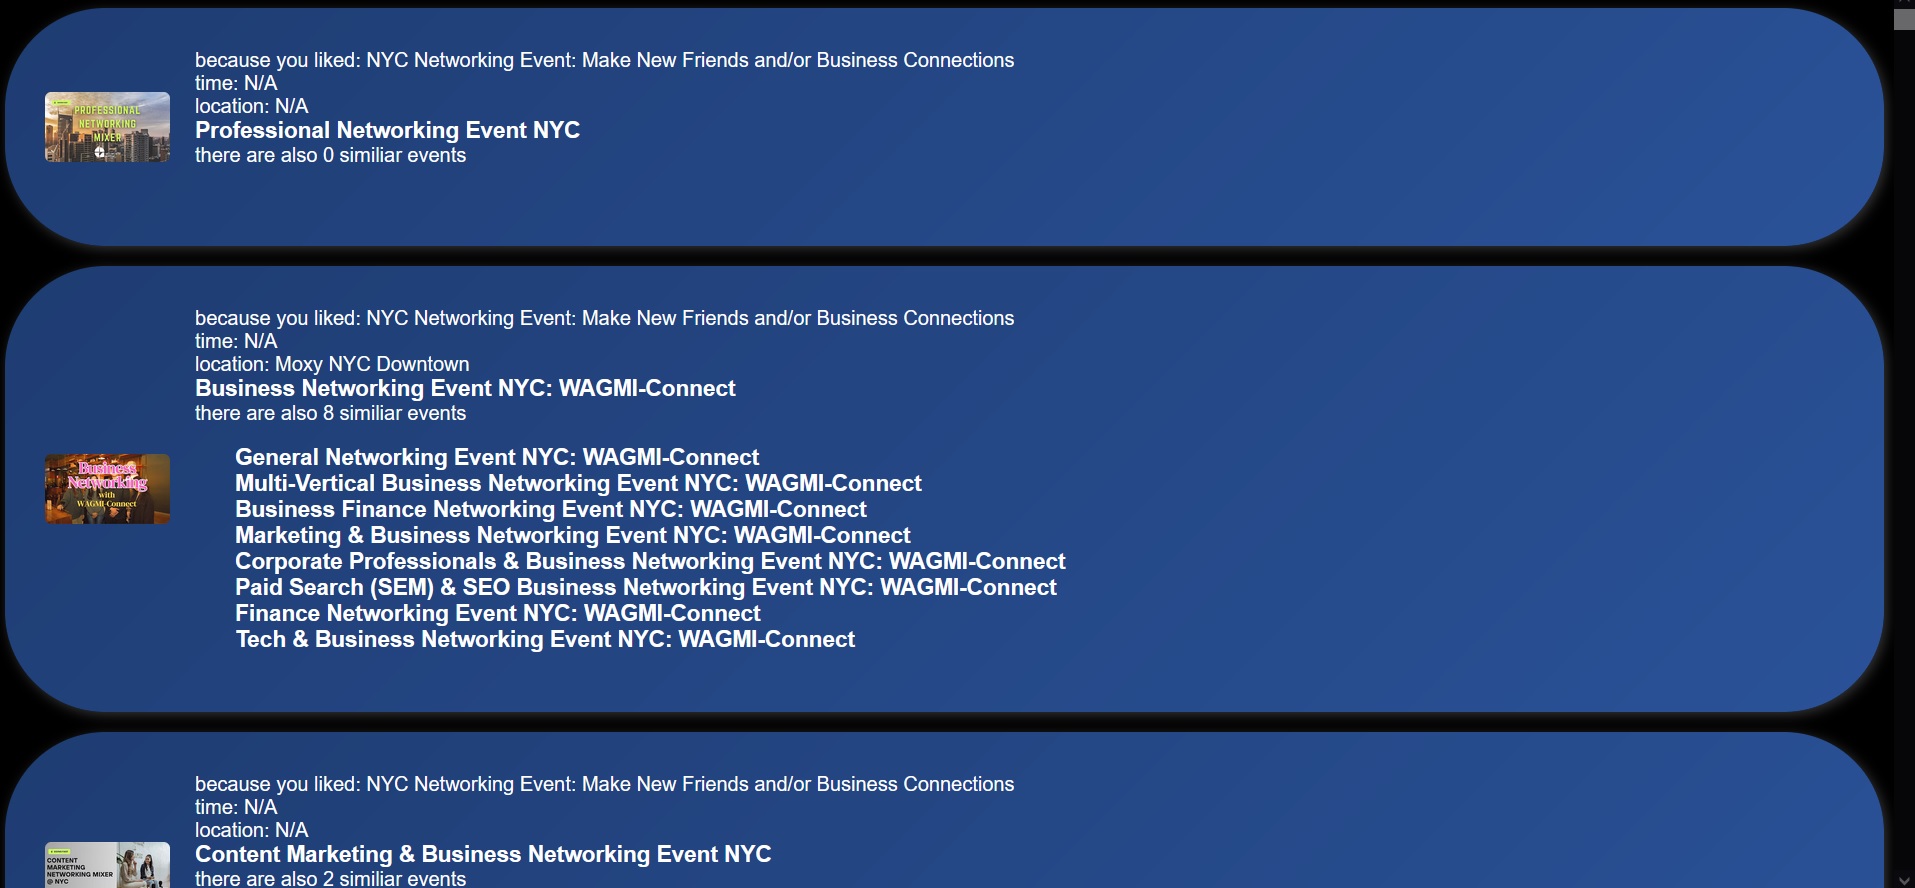 because you liked: NYC Networking Event: Make New Friends and/or Business Connections
time: N/A
location: N/A
PROFESSIONAL
NETWORKING
MIXER
Professional Networking Event NYC
there are also 0 similiar events
because you liked: NYC Networking Event: Make New Friends and/or Business Connections
time: N/A
location: Moxy NYC Downtown
Business Networking Event NYC: WAGMI-Connect
there are also 8 similiar events
Business
Networking
with
WAGMI-Connect
General Networking Event NYC: WAGMI-Connect
Multi-Vertical Business Networking Event NYC: WAGMI-Connect
Business Finance Networking Event NYC: WAGMI-Connect
Marketing & Business Networking Event NYC: WAGMI-Connect
Corporate Professionals & Business Networking Event NYC: WAGMI-Connect
Paid Search (SEM) & SEO Business Networking Event NYC: WAGMI-Connect
Finance Networking Event NYC: WAGMI-Connect
Tech & Business Networking Event NYC: WAGMI-Connect
because you liked: NYC Networking Event: Make New Friends and/or Business Connections
time: N/A
location: N/A
Content Marketing & Business Networking Event NYC
there are also 2 similiar events
CONTENT
MARKETING
NETWORKING MIXER
@ NYC